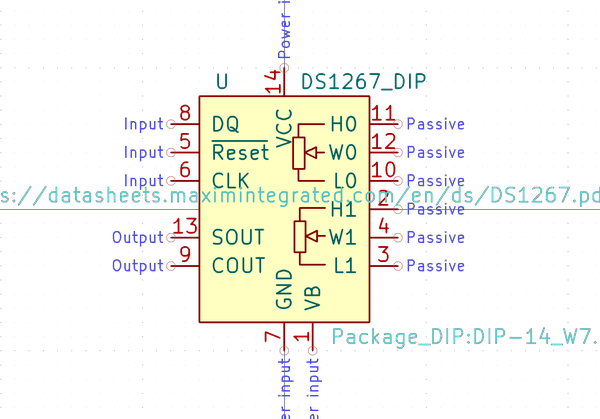 Power i
U DS1267_DIP
14
VCC
Input 8 DQ H0 11 Passive
Input 5 Reset W0 12 Passive
Input 6 CLK L0 10 Passive
s://datasheets.maximintegrated.com/en/ds/DS1267.pd
H1 2 Passive
Output 13 SOUT W1 4 Passive
Output 9 COUT L1 3 Passive
GND VB
7 1
Package_DIP:DIP-14_W7.
er input er input